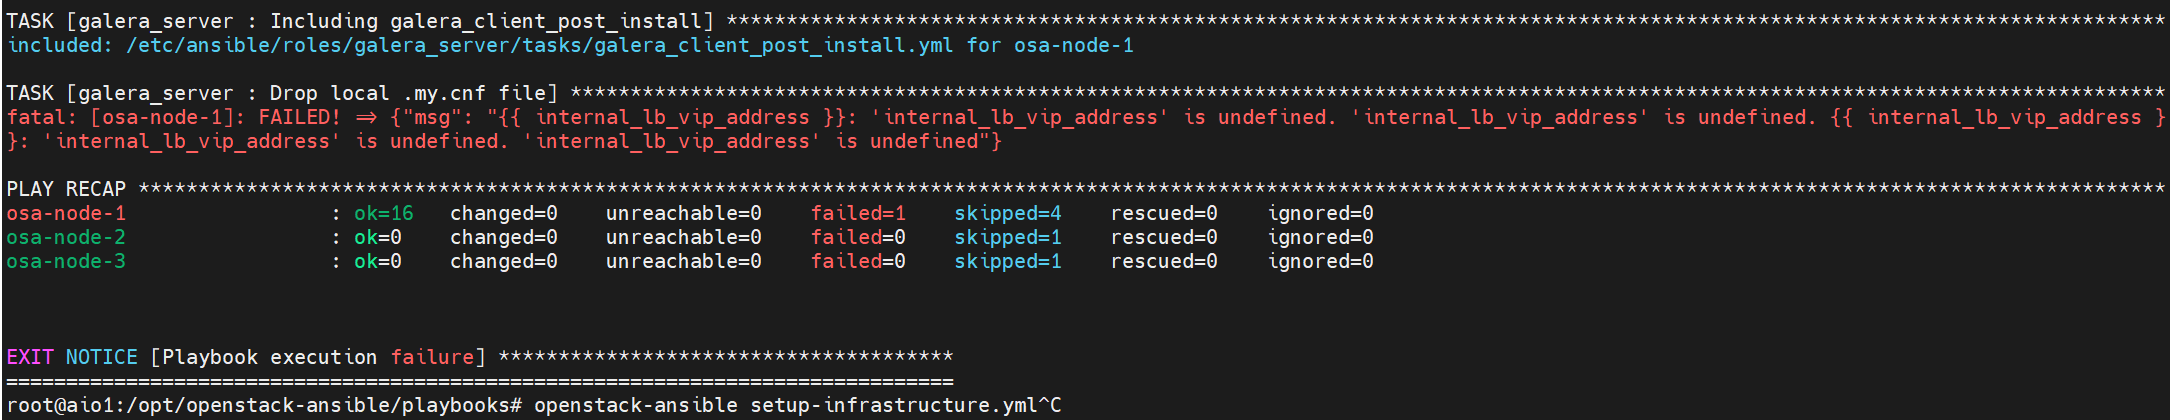 TASK [galera_server : Including galera_client_post_install] ************************************************************************************************************************
included: /etc/ansible/roles/galera_server/tasks/galera_client_post_install.yml for osa-node-1
TASK [galera_server : Drop local .my.cnf file] *************************************************************************************************************************************
fatal: [osa-node-1]: FAILED! => {"msg": "{{ internal_lb_vip_address }}: 'internal_lb_vip_address' is undefined. 'internal_lb_vip_address' is undefined. {{ internal_lb_vip_address }
}: 'internal_lb_vip_address' is undefined. 'internal_lb_vip_address' is undefined"}
PLAY RECAP *************************************************************************************************************************************************************************
osa-node-1                 : ok=16   changed=0    unreachable=0    failed=1    skipped=4    rescued=0    ignored=0
osa-node-2                 : ok=0    changed=0    unreachable=0    failed=0    skipped=1    rescued=0    ignored=0
osa-node-3                 : ok=0    changed=0    unreachable=0    failed=0    skipped=1    rescued=0    ignored=0
EXIT NOTICE [Playbook execution failure] **************************************
===============================================================================
root@aio1:/opt/openstack-ansible/playbooks# openstack-ansible setup-infrastructure.yml^C